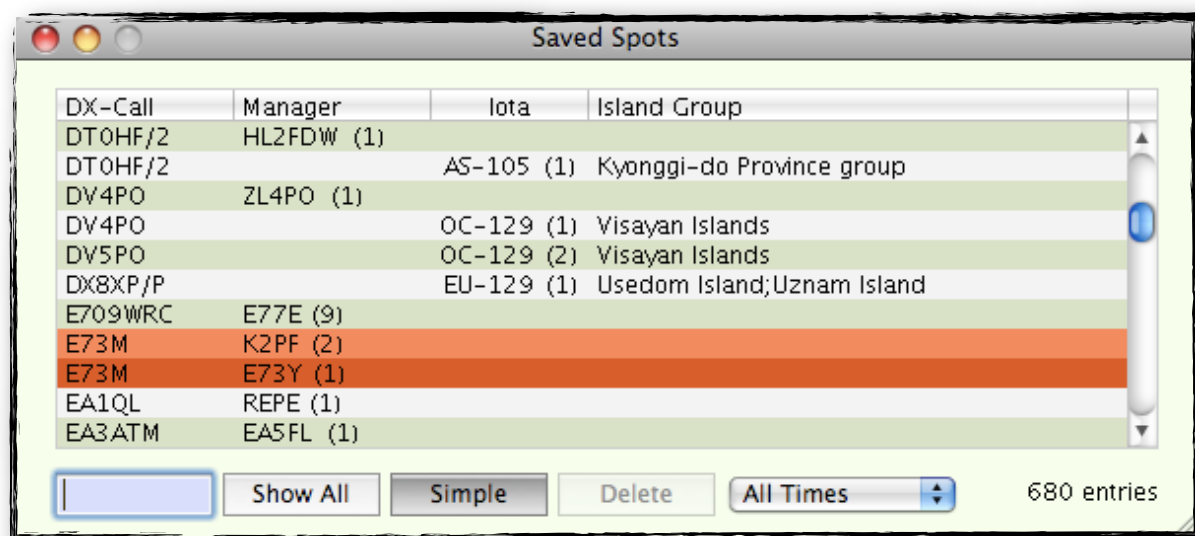 Saved Spots
DX-Call Manager Iota Island Group
DT0HF/2 HL2FDW (1)
DT0HF/2 AS-105 (1) Kyonggi-do Province group
DV4PO ZL4PO (1)
DV4PO OC-129 (1) Visayan Islands
DV5PO OC-129 (2) Visayan Islands
DX8XP/P EU-129 (1) Usedom Island;Uznam Island
E709WRC E77E (9)
E73M K2PF (2)
E73M E73Y (1)
EA1QL REPE (1)
EA3ATM EA5FL (1)
Show All Simple Delete All Times 680 entries